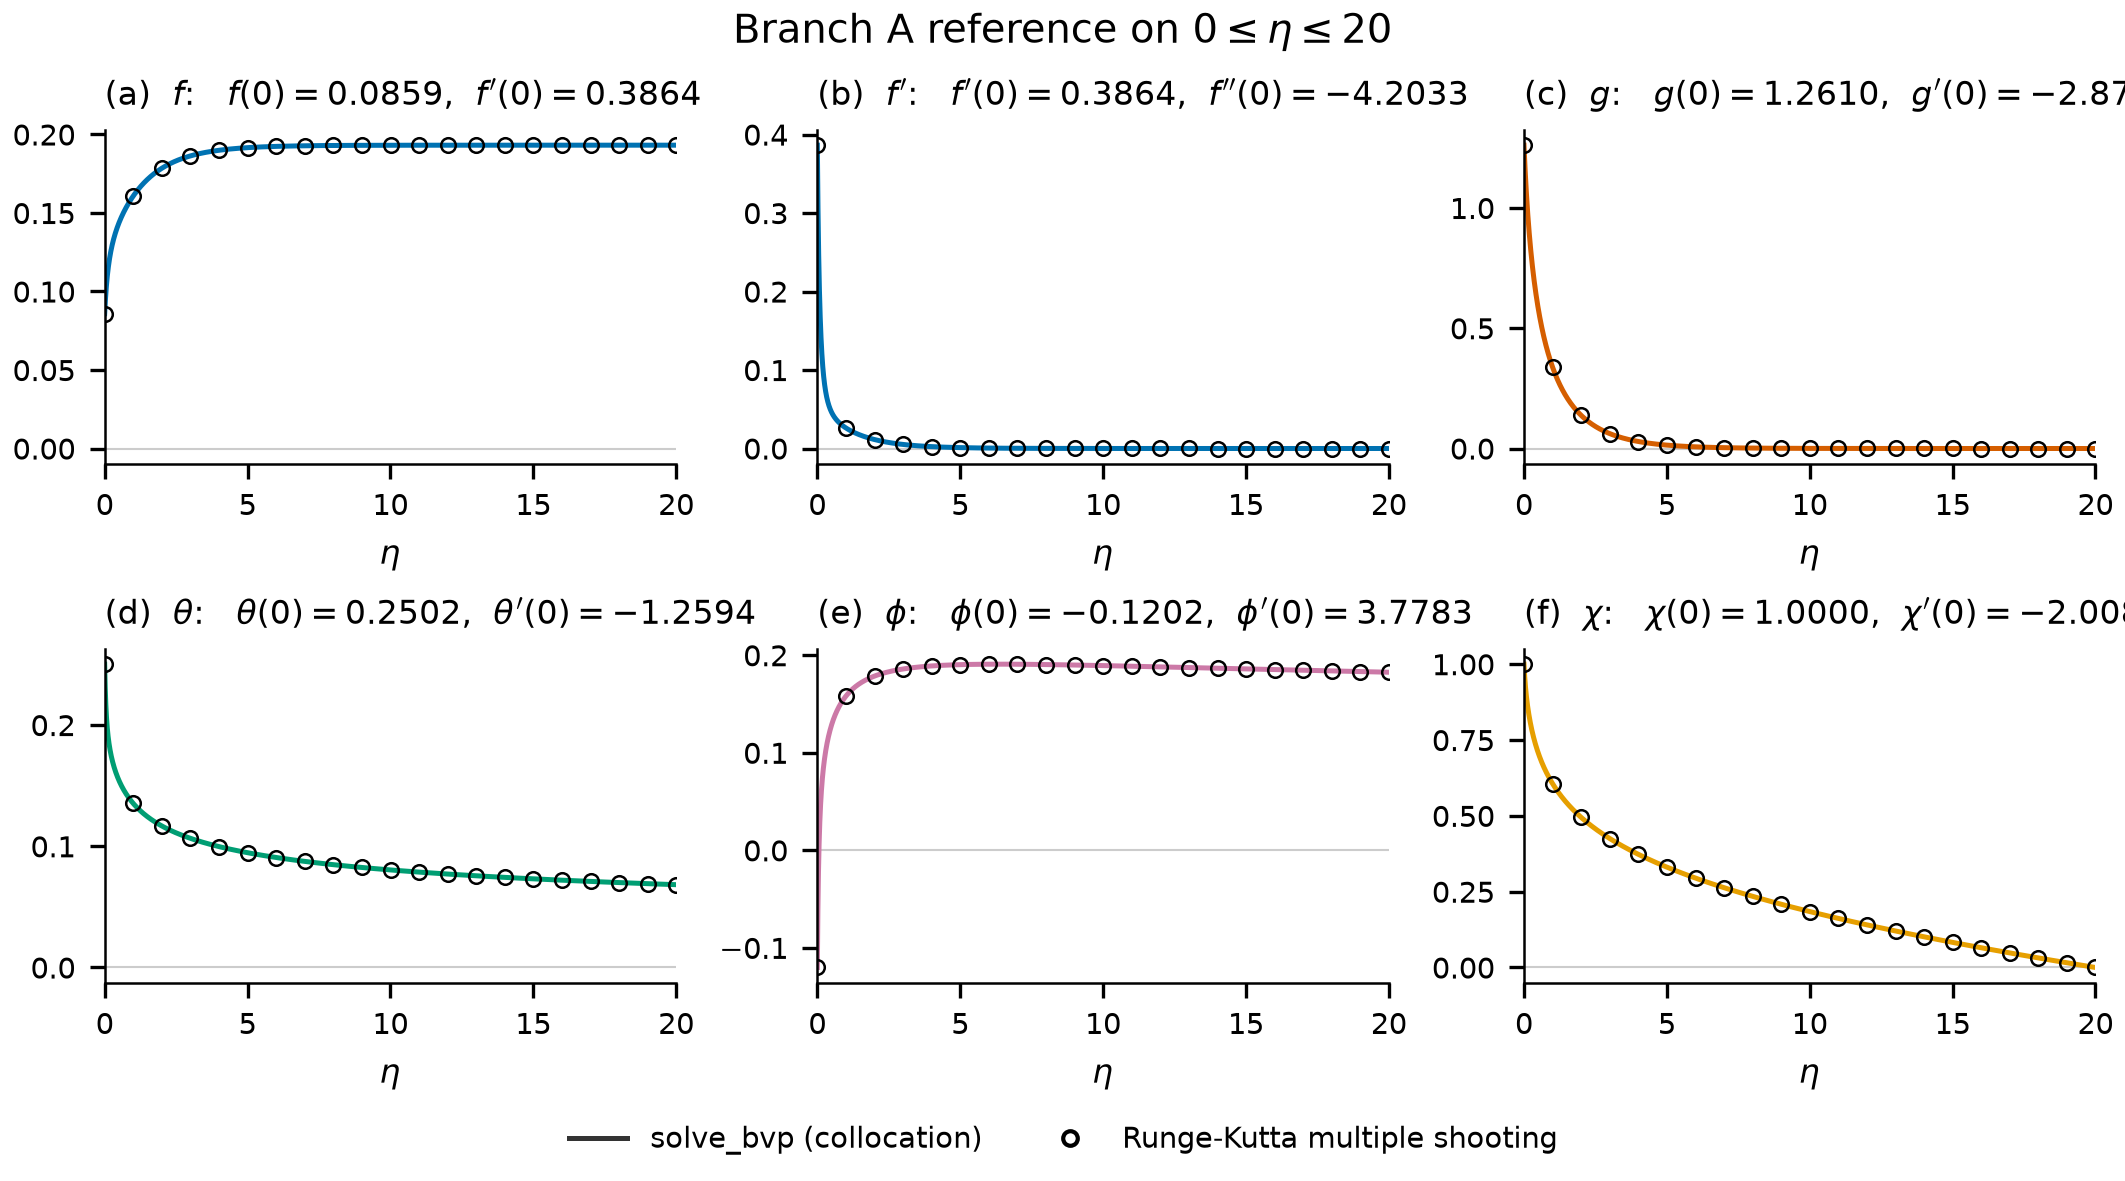 Branch A reference on 0 ≤ η ≤ 20
(a) f: f(0) = 0.0859, f′(0) = 0.3864
0.20
0.15
0.10
0.05
0.00
0 5 10 15 20
η
(b) f′: f′(0) = 0.3864, f″(0) = −4.2033
0.4
0.3
0.2
0.1
0.0
0 5 10 15 20
η
(c) g: g(0) = 1.2610, g′(0) = −2.87
1.0
0.5
0.0
0 5 10 15 20
η
(d) θ: θ(0) = 0.2502, θ′(0) = −1.2594
0.2
0.1
0.0
0 5 10 15 20
η
(e) ϕ: ϕ(0) = −0.1202, ϕ′(0) = 3.7783
0.2
0.1
0.0
−0.1
0 5 10 15 20
η
(f) χ: χ(0) = 1.0000, χ′(0) = −2.008
1.00
0.75
0.50
0.25
0.00
0 5 10 15 20
η
solve_bvp (collocation) Runge-Kutta multiple shooting